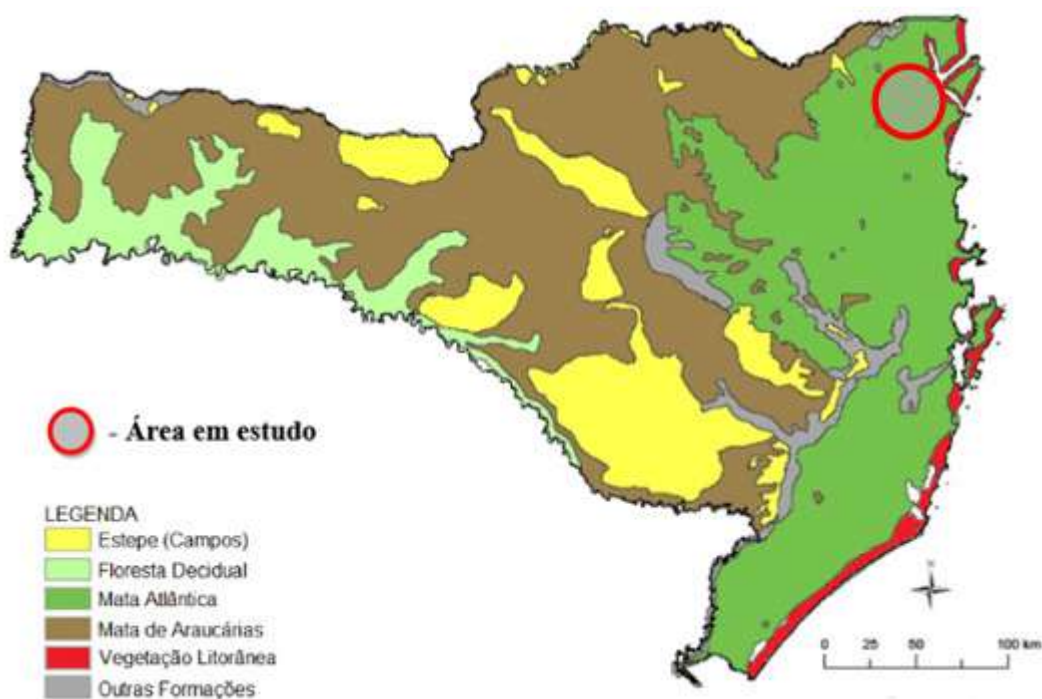 - Área em estudo
LEGENDA
Estepe (Campos)
Floresta Decidual
Mata Atlântica
Mata de Araucárias
Vegetação Litorânea
Outras Formações
0 25 50 100 km